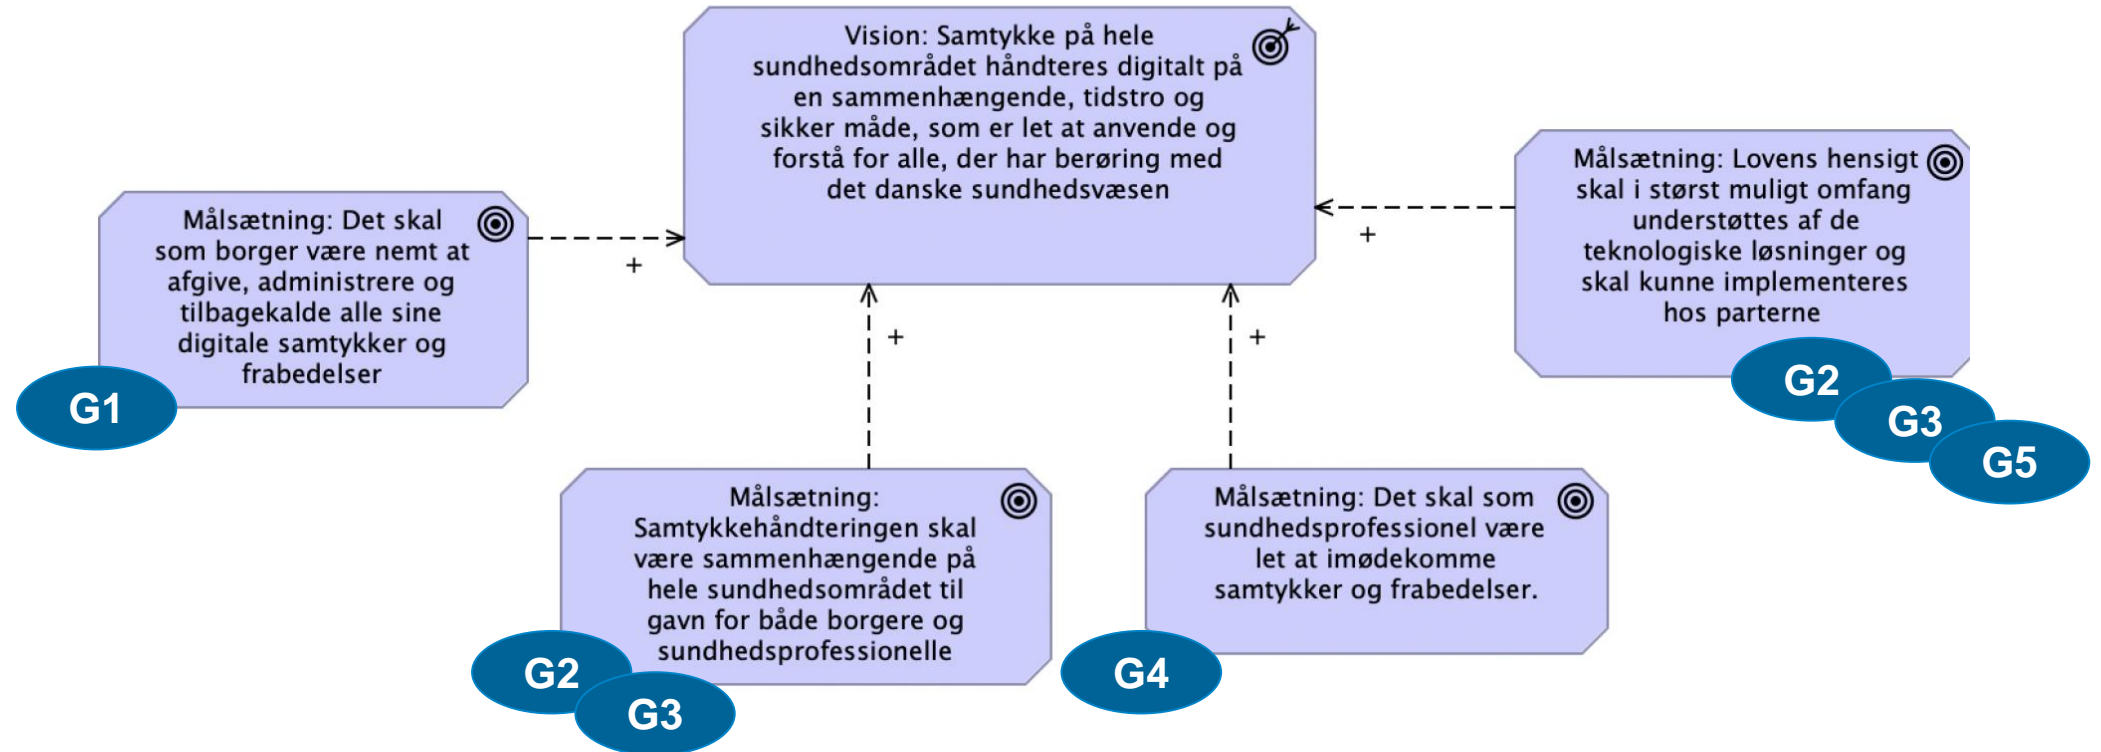 Vision: Samtykke på hele
sundhedsområdet håndteres digitalt på
en sammenhængende, tidstro og
sikker måde, som er let at anvende og
forstå for alle, der har berøring med
det danske sundhedsvæsen
Målsætning: Det skal
som borger være nemt at
afgive, administrere og
tilbagekalde alle sine
digitale samtykker og
frabedelser
G1
+
Målsætning: Lovens hensigt
skal i størst muligt omfang
understøttes af de
teknologiske løsninger og
skal kunne implementeres
hos parterne
G2
G3
G5
+
+
+
Målsætning:
Samtykkehåndteringen skal
være sammenhængende på
hele sundhedsområdet til
gavn for både borgere og
sundhedsprofessionelle
G2
G3
Målsætning: Det skal som
sundhedsprofessionel være
let at imødekomme
samtykker og frabedelser.
G4